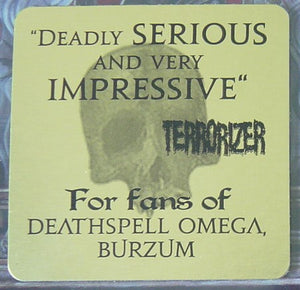 “Deadly SERIOUS
AND VERY
IMPRESSIVE“
TERRORIZER
For fans of
DEATHSPELL OMEGA,
BURZUM